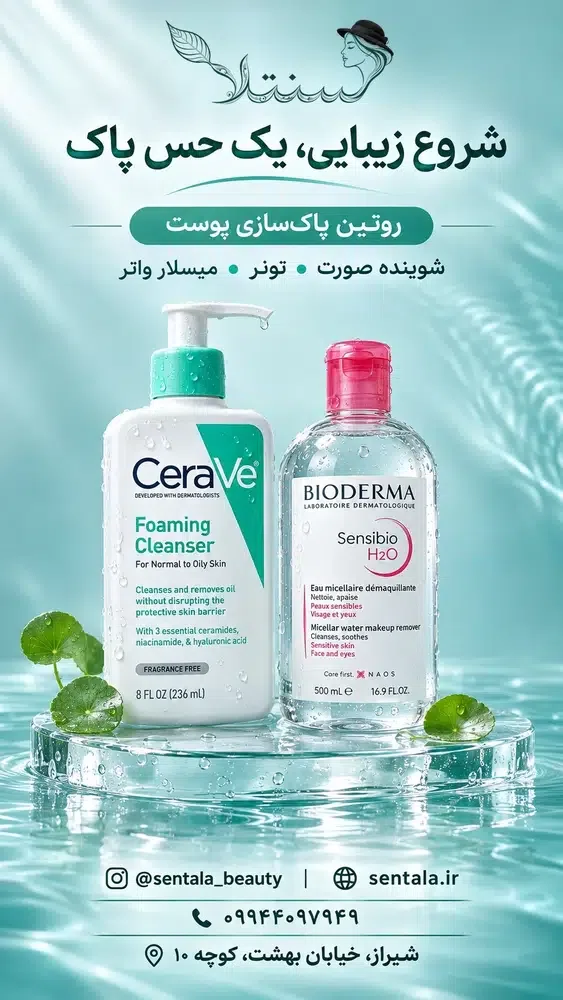 سنتلا
شروع زیبایی، یک حس پاک
روتین پاک‌سازی پوست
شوینده صورت • تونر • میسلار واتر
CeraVe®
DEVELOPED WITH DERMATOLOGISTS
Foaming
Cleanser
For Normal to Oily Skin
Cleanses and removes oil
without disrupting the
protective skin barrier
With 3 essential ceramides,
niacinamide, & hyaluronic acid
FRAGRANCE FREE
8 FL OZ (236 mL)
BIODERMA
LABORATOIRE DERMATOLOGIQUE
Sensibio
H2O
Eau micellaire démaquillante
Nettoie, apaise
Peaux sensibles
Visage et yeux
Micellar water makeup remover
Cleanses, soothes
Sensitive skin
Face and eyes
Care first. NAOS
500 mL e 16.9 FL.OZ.
@sentala_beauty | sentala.ir
۰۹۹۴۴۰۹۷۹۴۹
شیراز، خیابان بهشت، کوچه ۱۰